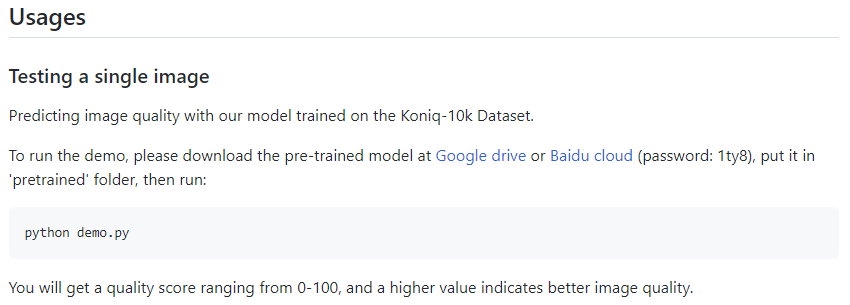 Usages
Testing a single image
Predicting image quality with our model trained on the Koniq-10k Dataset.
To run the demo, please download the pre-trained model at Google drive or Baidu cloud (password: 1ty8), put it in
'pretrained' folder, then run:
python demo.py
You will get a quality score ranging from 0-100, and a higher value indicates better image quality.